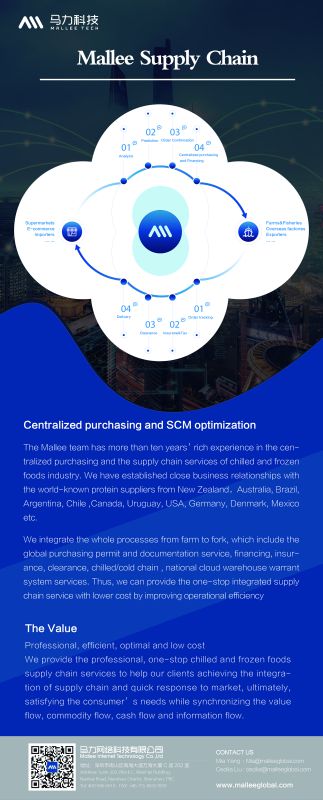 马力科技
MALLEE TECH
Mallee Supply Chain
02
03
Prediction
Order Combination
01
04
Analysis
Centralized purchasing
and Financing
Supermarkets
E-commerce
Importers
Farms&Fisheries
Overseas factories
Exporters
04
01
Delivery
Order tracking
03
02
Clearance
Insurance&Tax
Centralized purchasing and SCM optimization
The Mallee team has more than ten years' rich experience in the cen-
tralized purchasing and the supply chain services of chilled and frozen
foods industry. We have established close business relationships with
the world-known protein suppliers from New Zealand、Australia, Brazil,
Argentina, Chile ,Canada, Uruguay, USA, Germany, Denmark, Mexico
etc.
We integrate the whole processes from farm to fork, which include the
global purchasing permit and documentation service, financing, insur-
ance, clearance, chilled/cold chain , national cloud warehouse warrant
system services. Thus, we can provide the one-stop integrated supply
chain service with lower cost by improving operational efficiency
The Value
Professional, efficient, optimal and low cost
We provide the professional, one-stop chilled and frozen foods
supply chain services to help our clients achieving the integra-
tion of supply chain and quick response to market, ultimately,
satisfying the consumer's needs while synchronizing the value
flow, commodity flow, cash flow and information flow.
马力网络科技有限公司
Mallee Internet Technology Co.,Ltd
CONTACT US
www.malleeglobal.com